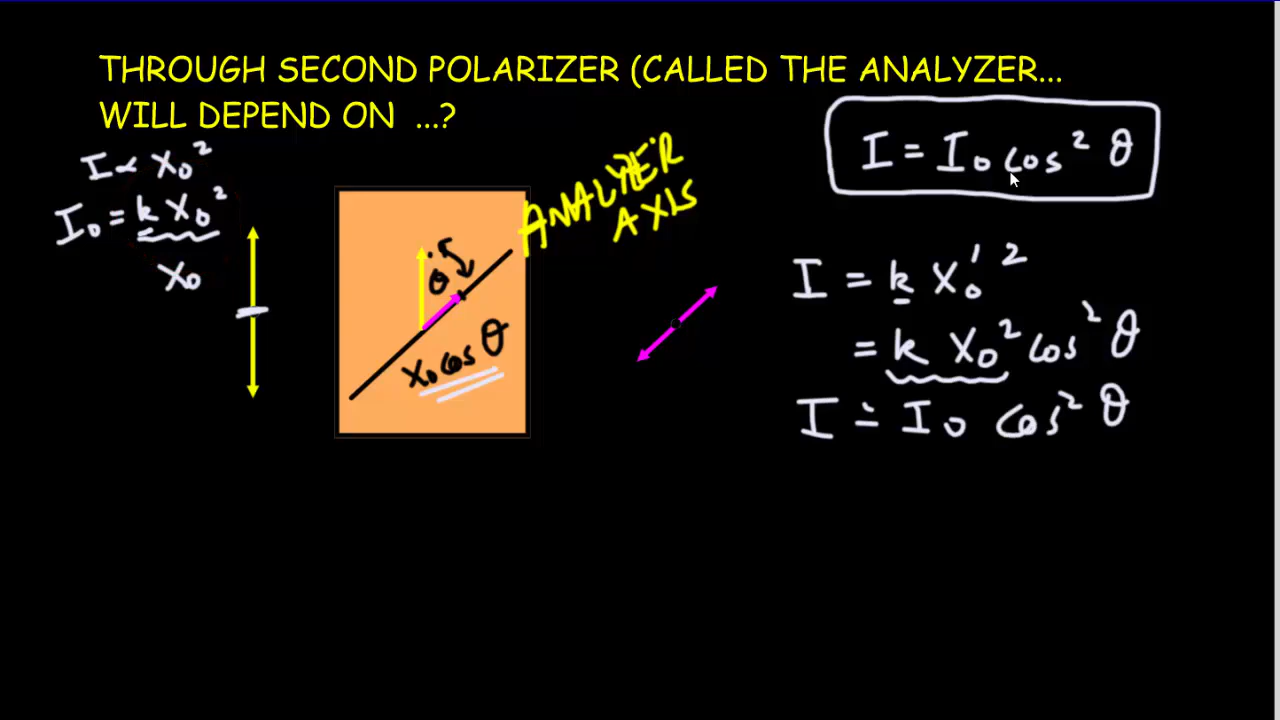 THROUGH SECOND POLARIZER (CALLED THE ANALYZER...
WILL DEPEND ON ...?
I ∝ X₀²
I₀ = k X₀²
X₀
θ
X₀ cos θ
ANALYZER
AXIS
I = I₀ cos² θ
I = k X₀'²
= k X₀² cos² θ
I = I₀ cos² θ